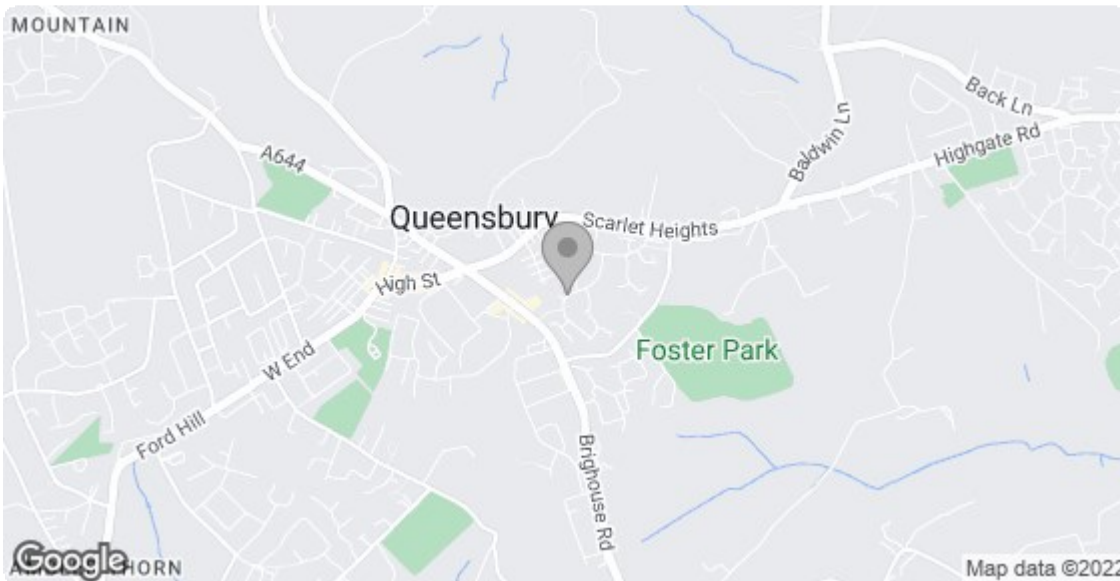 MOUNTAIN
A644
Back Ln
Baldwin Ln
Highgate Rd
Queensbury
Scarlet Heights
High St
Foster Park
W End
Ford Hill
Brighouse Rd
Google
THORN
Map data ©2022